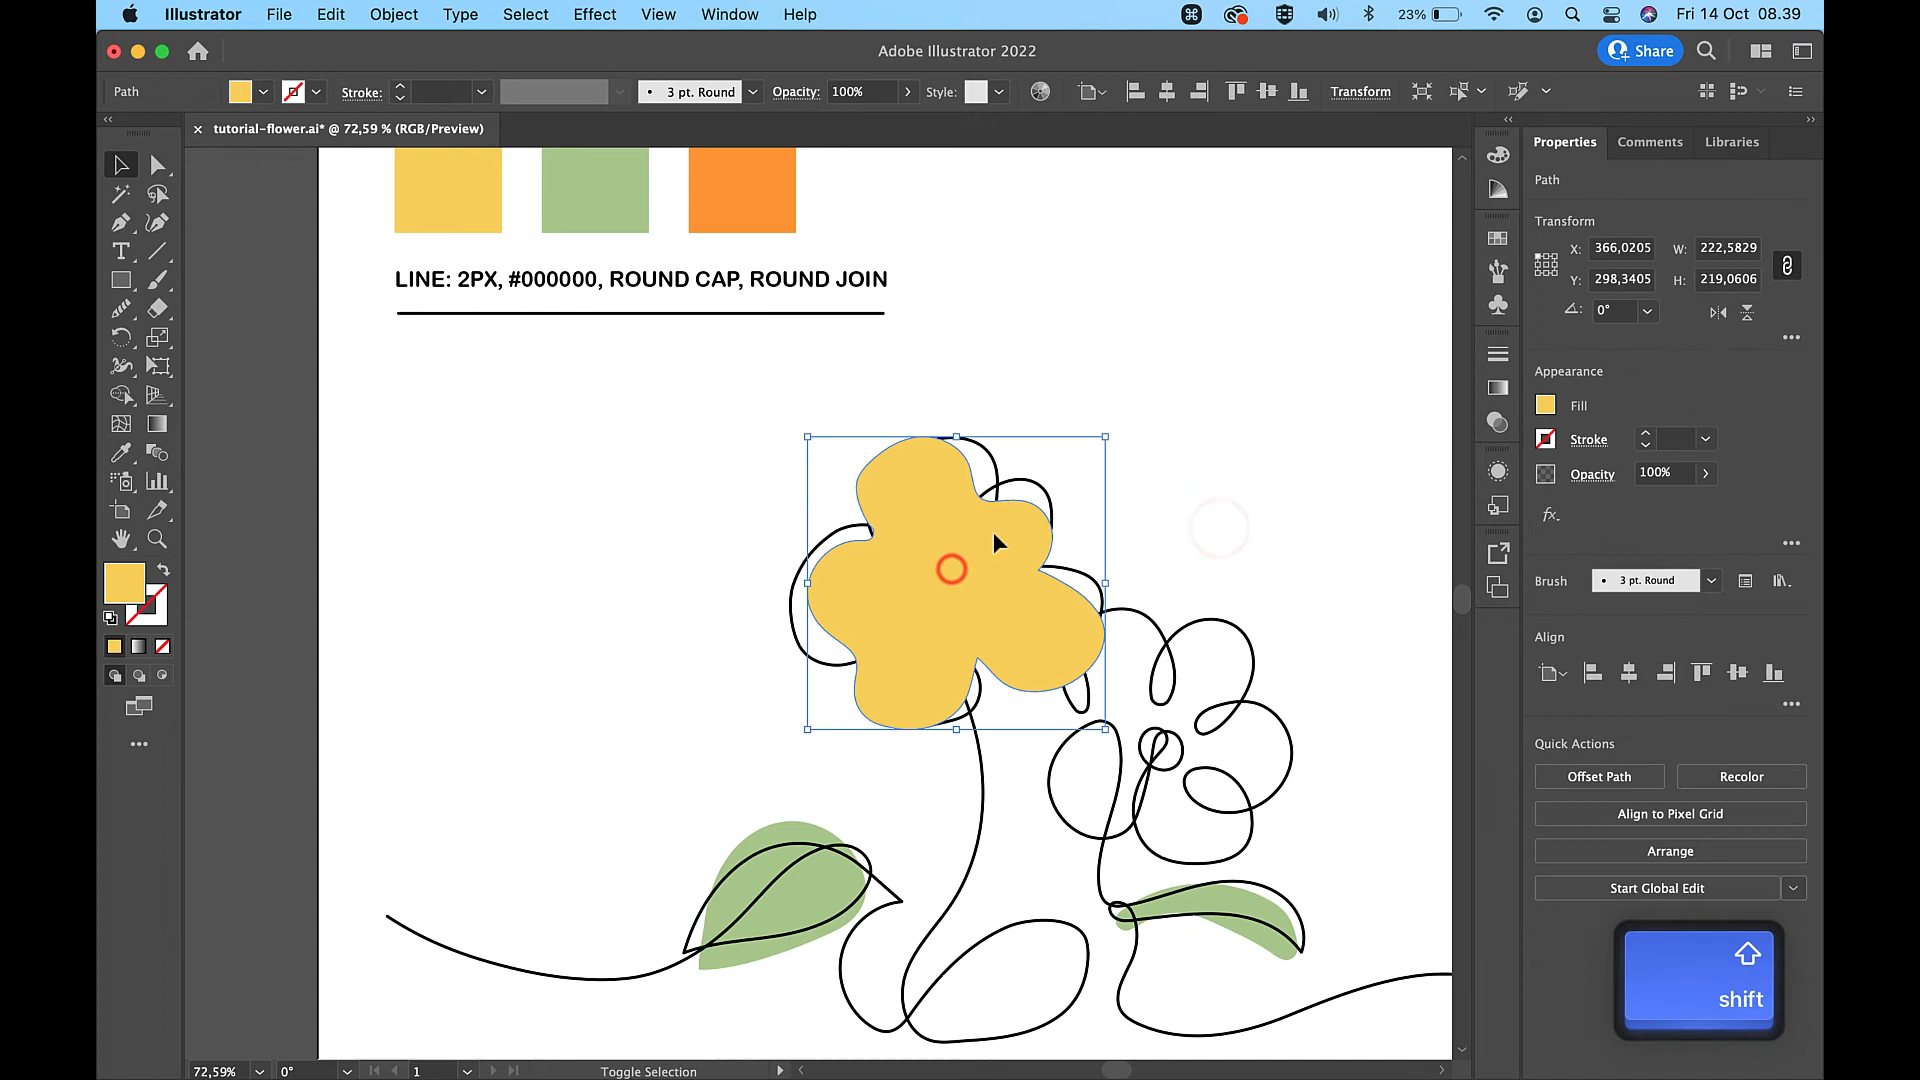 Illustrator File Edit Object Type Select Effect View Window Help 23% Fri 14 Oct 08.39
Adobe Illustrator 2022
Share
Path Stroke: 3 pt. Round Opacity: 100% Style: Transform
tutorial-flower.ai* @ 72,59 % (RGB/Preview)
Properties Comments Libraries
Path
Transform
X: 366,0205 W: 222,5829
Y: 298,3405 H: 219,0606
0°
LINE: 2PX, #000000, ROUND CAP, ROUND JOIN
Appearance
Fill
Stroke
Opacity 100%
fx.
Brush 3 pt. Round
Align
Quick Actions
Offset Path Recolor
Align to Pixel Grid
Arrange
Start Global Edit
shift
72,59% 0° 1 Toggle Selection